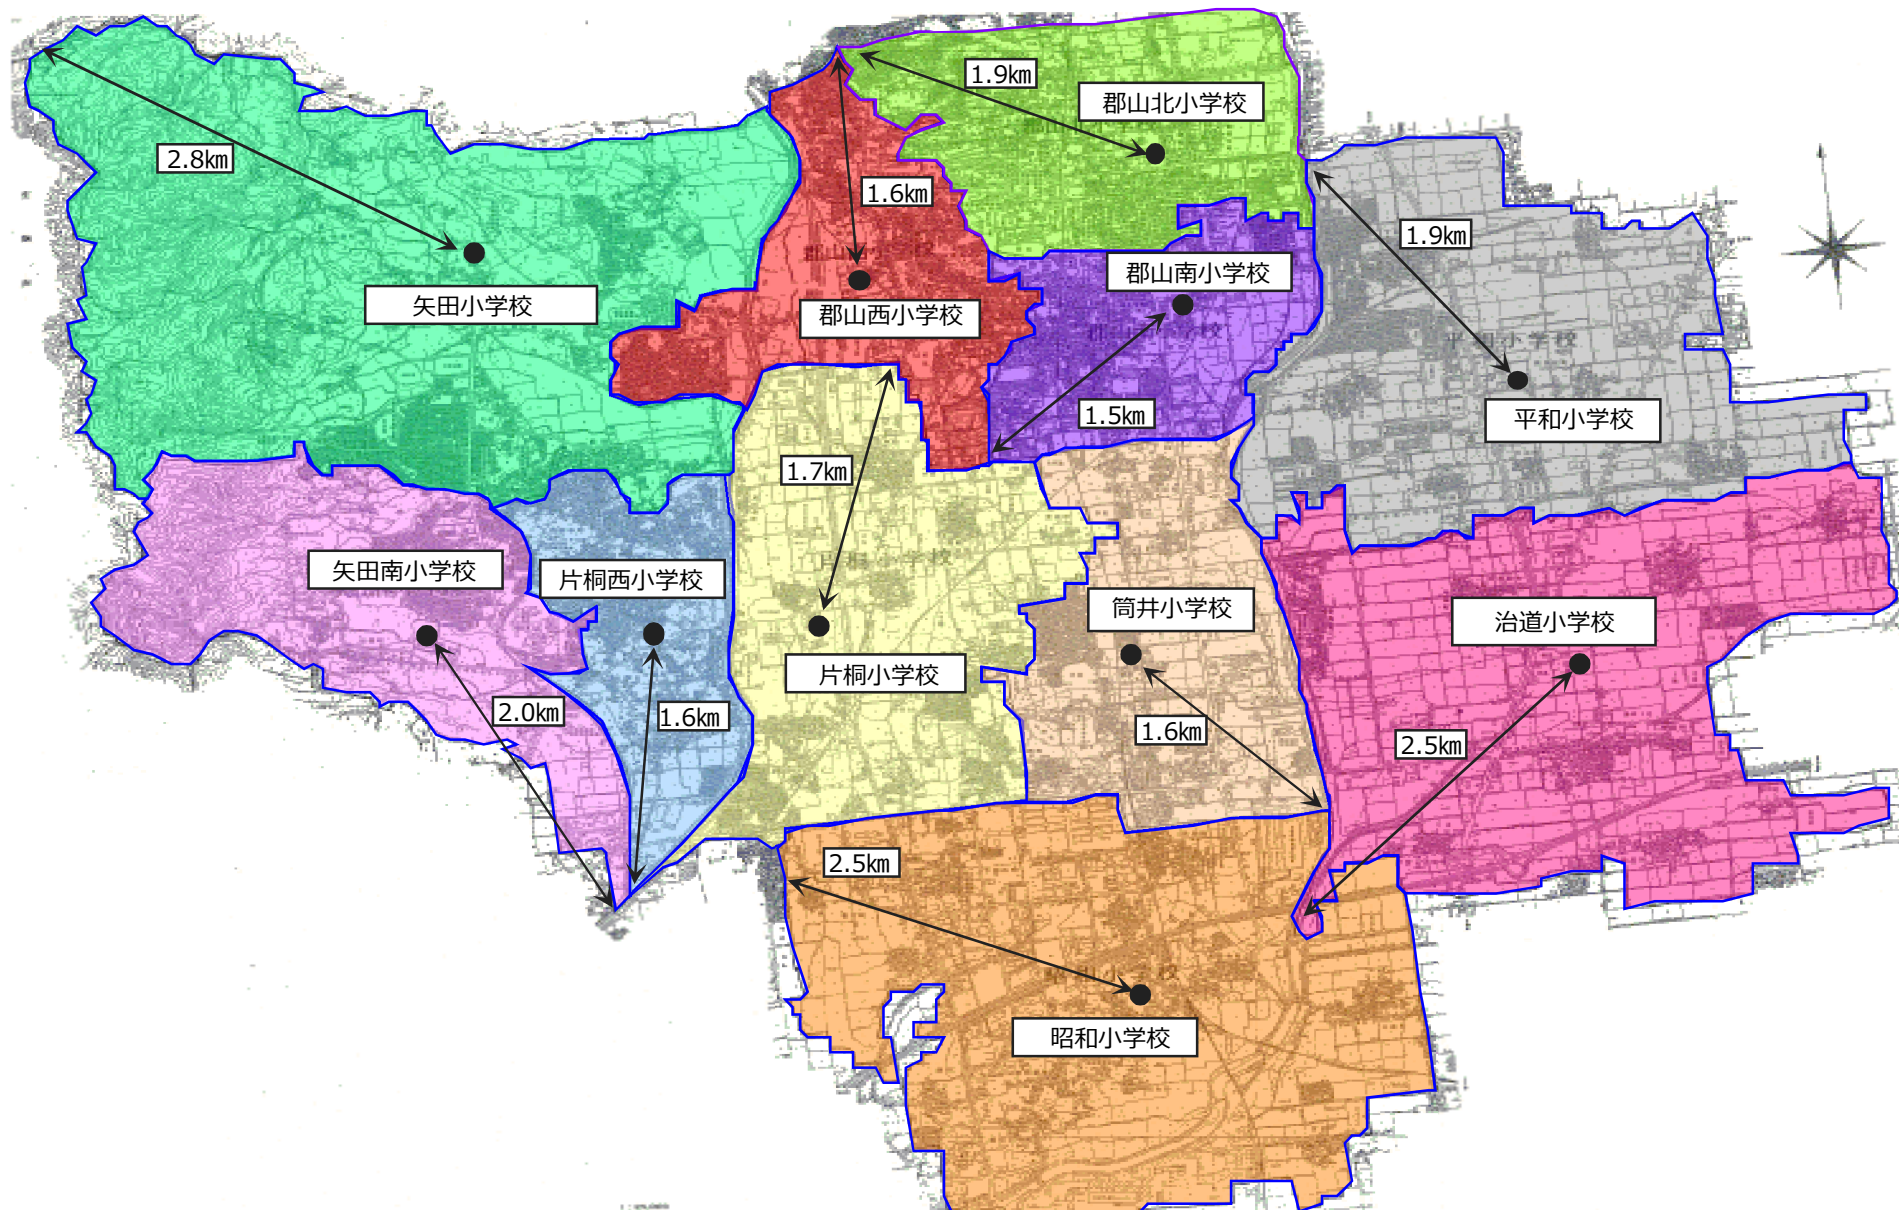 1.9km
郡山北小学校
2.8km
1.6km
1.9km
郡山南小学校
矢田小学校
郡山西小学校
1.5km
平和小学校
1.7km
矢田南小学校
片桐西小学校
筒井小学校
治道小学校
片桐小学校
2.0km
1.6km
1.6km
2.5km
2.5km
昭和小学校